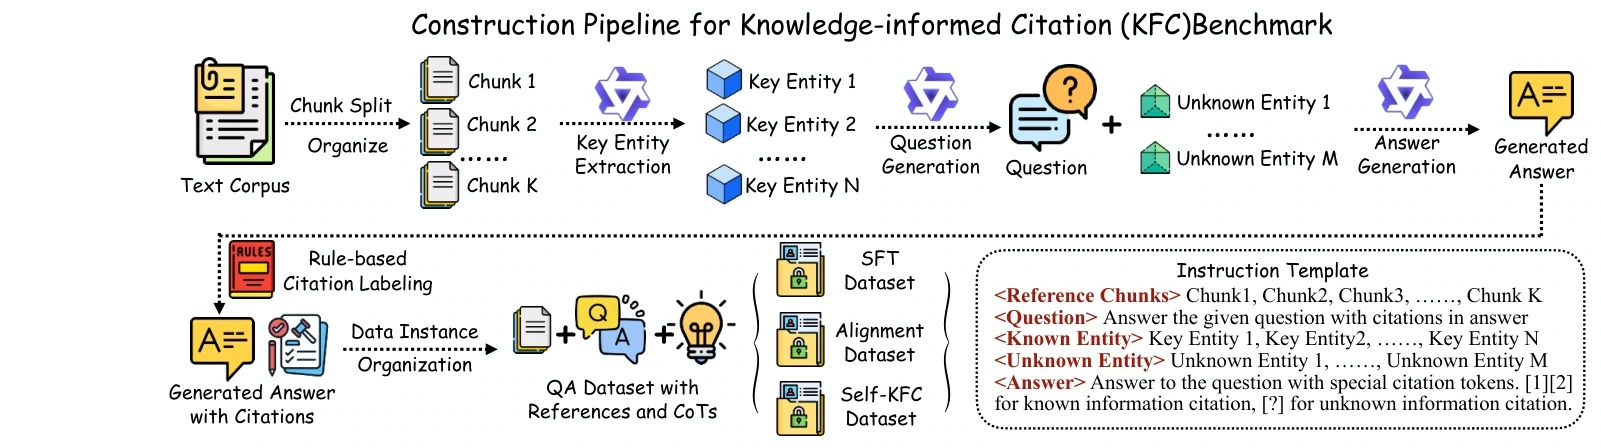 Construction Pipeline for Knowledge-informed Citation (KFC)Benchmark
Chunk Split
Organize
Text Corpus
Chunk 1
Chunk 2
......
Chunk K
Key Entity
Extraction
Key Entity 1
Key Entity 2
......
Key Entity N
Question
Generation
?
Question
+
Unknown Entity 1
......
Unknown Entity M
Answer
Generation
A
Generated
Answer
RULES
Rule-based
Citation Labeling
A
Generated Answer
with Citations
Data Instance
Organization
+
Q
A
+
QA Dataset with
References and CoTs
SFT
Dataset
Alignment
Dataset
Self-KFC
Dataset
Instruction Template
<Reference Chunks> Chunk1, Chunk2, Chunk3, ……, Chunk K
<Question> Answer the given question with citations in answer
<Known Entity> Key Entity 1, Key Entity2, ……, Key Entity N
<Unknown Entity> Unknown Entity 1, ……, Unknown Entity M
<Answer> Answer to the question with special citation tokens. [1][2]
for known information citation, [?] for unknown information citation.